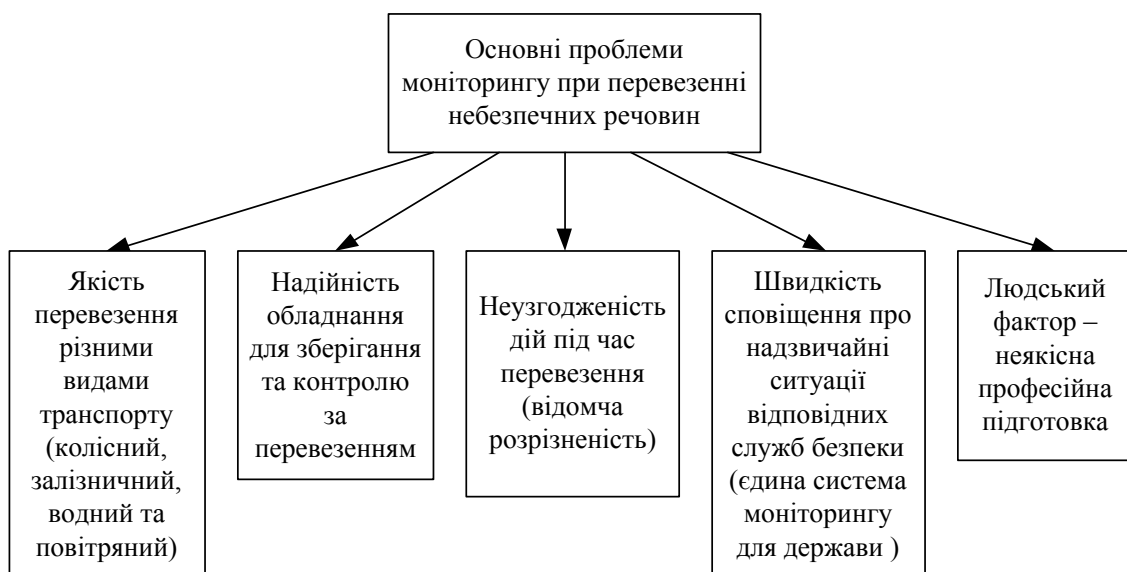 Основні проблеми
моніторингу при перевезенні
небезпечних речовин
Якість
перевезення
різними
видами
транспорту
(колісний,
залізничний,
водний та
повітряний)
Надійність
обладнання
для зберігання
та контролю
за
перевезенням
Неузгодженість
дій під час
перевезення
(відомча
розрізненість)
Швидкість
сповіщення про
надзвичайні
ситуації
відповідних
служб безпеки
(єдина система
моніторингу
для держави )
Людський
фактор –
неякісна
професійна
підготовка